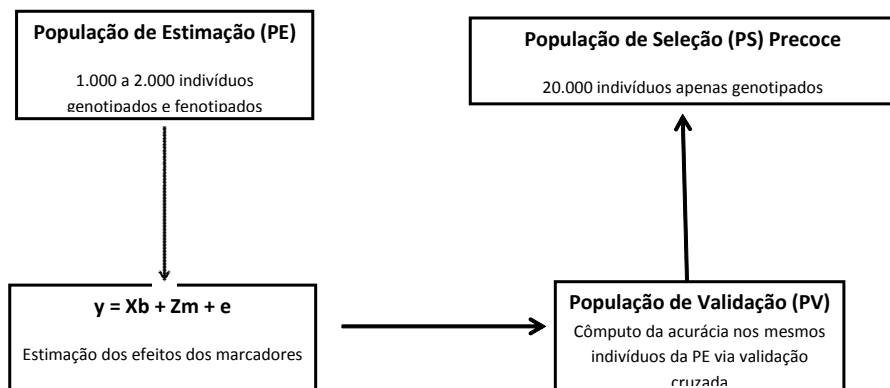 População de Estimação (PE)
1.000 a 2.000 indivíduos
genotipados e fenotipados
População de Seleção (PS) Precoce
20.000 indivíduos apenas genotipados
y = Xb + Zm + e
Estimação dos efeitos dos marcadores
População de Validação (PV)
Cômputo da acurácia nos mesmos
indivíduos da PE via validação
cruzada